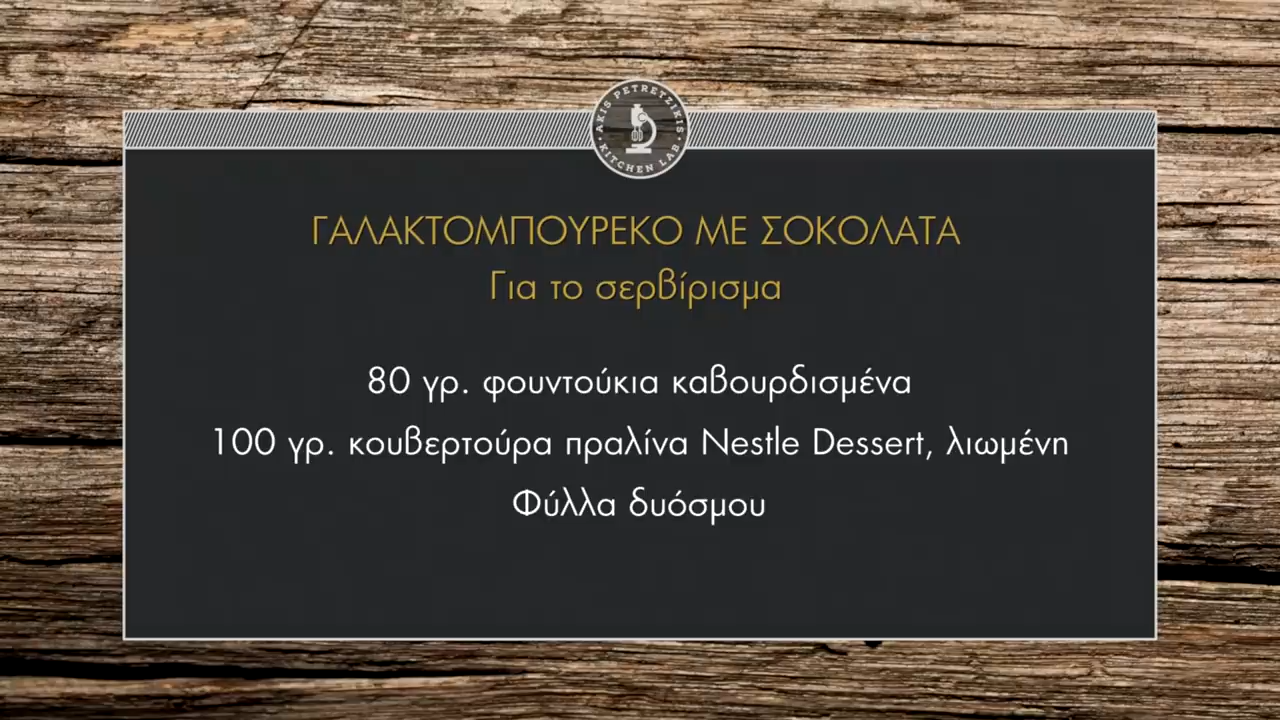 AKIS PETRETZIKIS
KITCHEN LAB
ΓΑΛΑΚΤΟΜΠΟΥΡΕΚΟ ΜΕ ΣΟΚΟΛΑΤΑ
Για το σερβίρισμα
80 γρ. φουντούκια καβουρδισμένα
100 γρ. κουβερτούρα πραλίνα Nestle Dessert, λιωμένη
Φύλλα δυόσμου